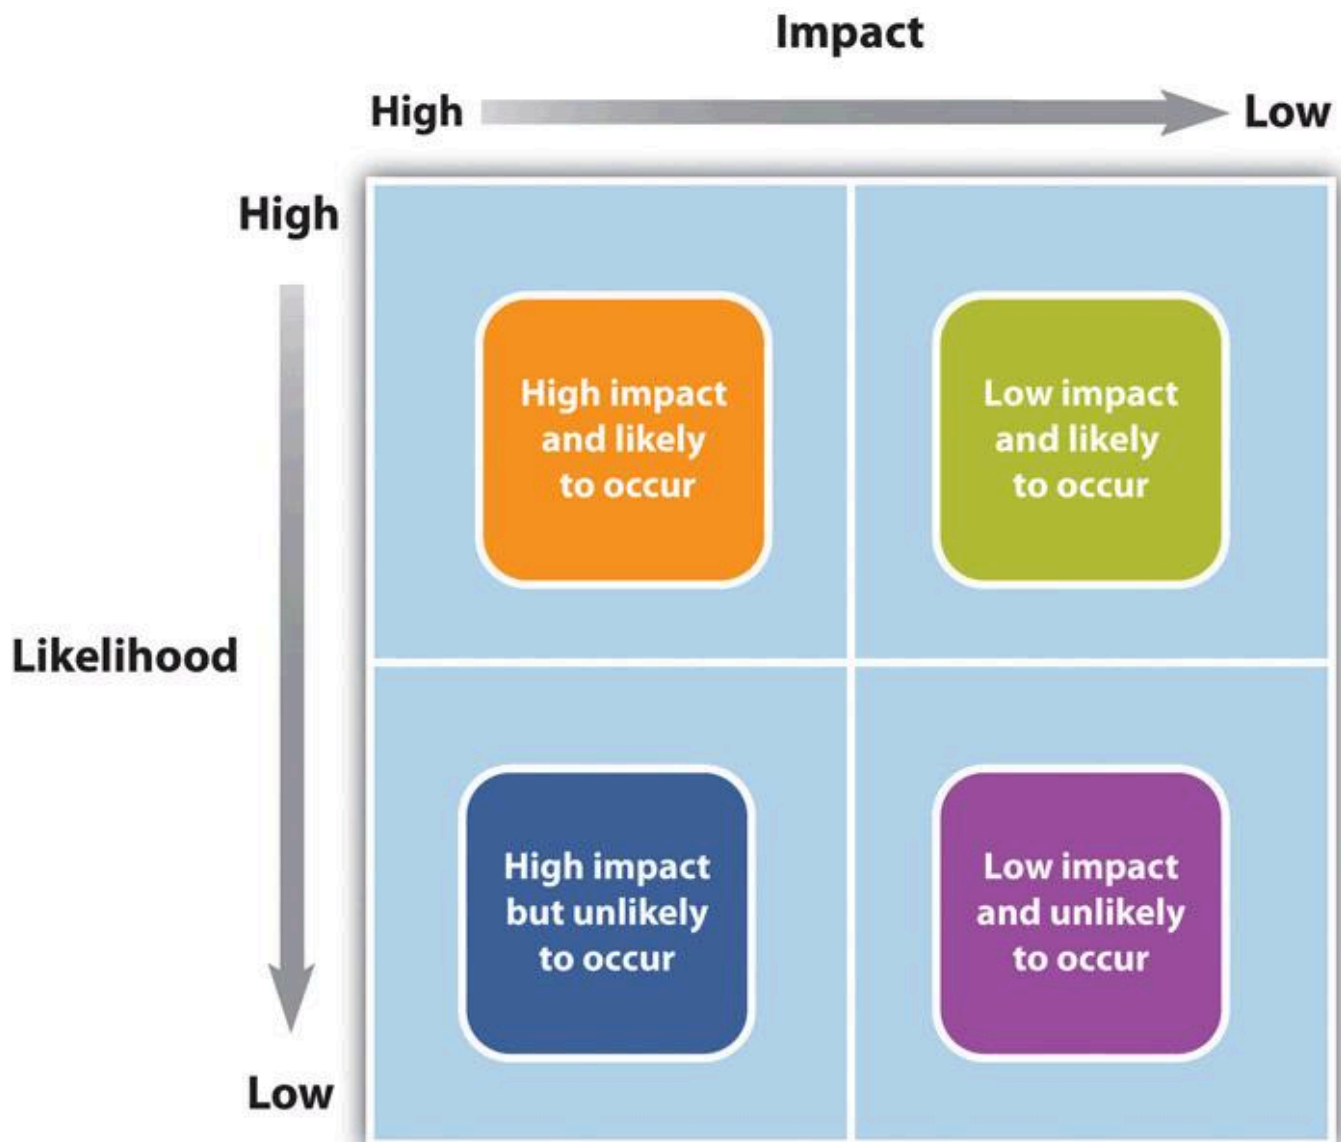 Impact
High Low
High
High impact
and likely
to occur
Low impact
and likely
to occur
Likelihood
High impact
but unlikely
to occur
Low impact
and unlikely
to occur
Low